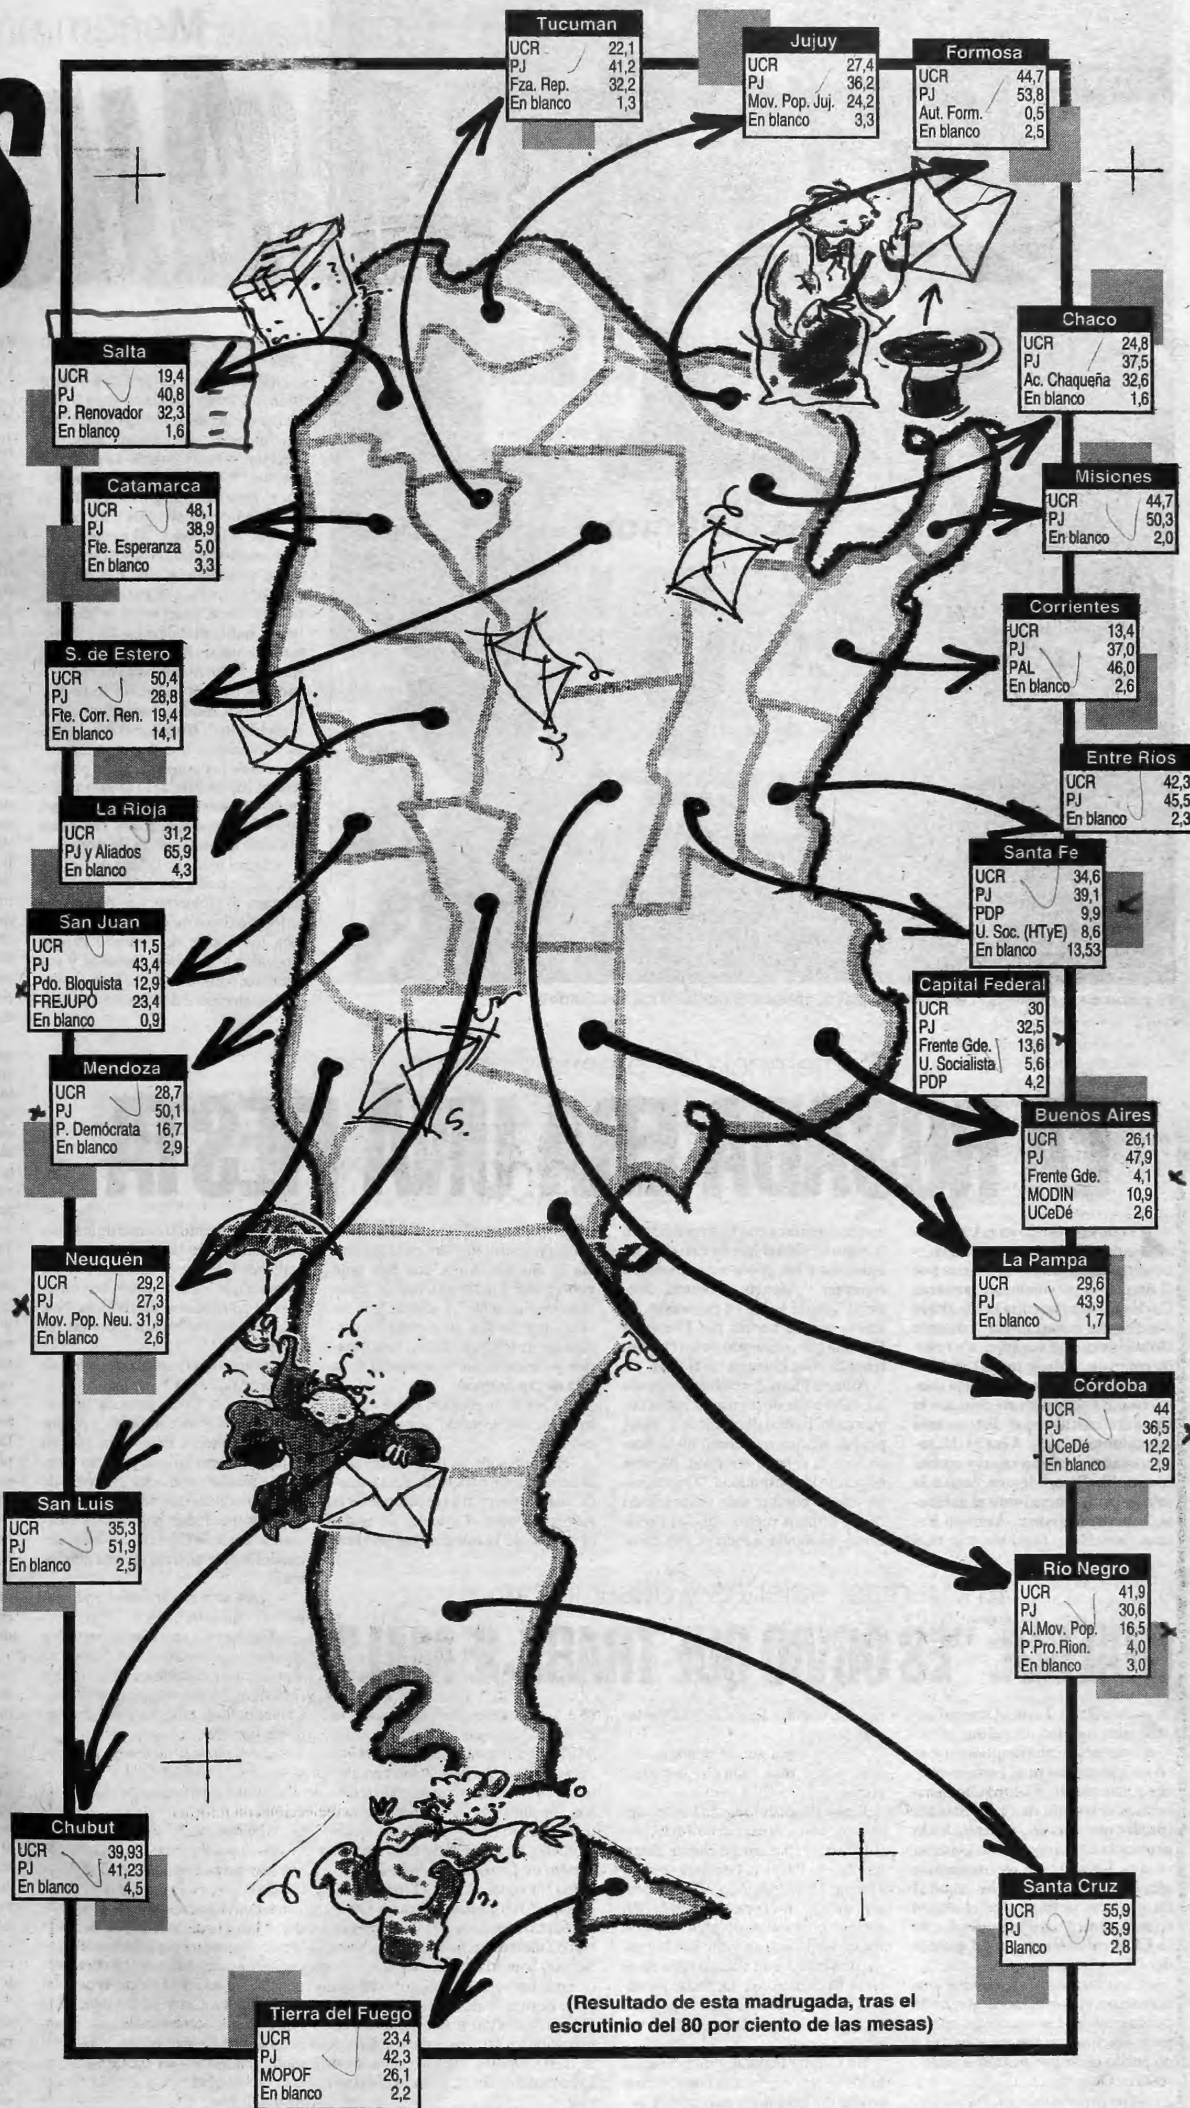 S
Tucuman
UCR 22,1
PJ 41,2
Fza. Rep. 32,2
En blanco 1,3
Jujuy
UCR 27,4
PJ 36,2
Mov. Pop. Juj. 24,2
En blanco 3,3
Formosa
UCR 44,7
PJ 53,8
Aut. Form. 0,5
En blanco 2,5
Salta
UCR 19,4
PJ 40,8
P. Renovador 32,3
En blanco 1,6
Chaco
UCR 24,8
PJ 37,5
Ac. Chaqueña 32,6
En blanco 1,6
Catamarca
UCR 48,1
PJ 38,9
Fte. Esperanza 5,0
En blanco 3,3
Misiones
UCR 44,7
PJ 50,3
En blanco 2,0
Corrientes
UCR 13,4
PJ 37,0
PAL 46,0
En blanco 2,6
S. de Estero
UCR 50,4
PJ 28,8
Fte. Corr. Ren. 19,4
En blanco 14,1
Entre Ríos
UCR 42,3
PJ 45,5
En blanco 2,3
La Rioja
UCR 31,2
PJ y Aliados 65,9
En blanco 4,3
Santa Fe
UCR 34,6
PJ 39,1
PDP 9,9
U. Soc. (HTyE) 8,6
En blanco 13,53
San Juan
UCR 11,5
PJ 43,4
Pdo. Bloquista 12,9
FREJUPO 23,4
En blanco 0,9
Capital Federal
UCR 30
PJ 32,5
Frente Gde. 13,6
U. Socialista 5,6
PDP 4,2
Mendoza
UCR 28,7
PJ 50,1
P. Demócrata 16,7
En blanco 2,9
Buenos Aires
UCR 26,1
PJ 47,9
Frente Gde. 4,1
MODIN 10,9
UCeDé 2,6
Neuquén
UCR 29,2
PJ 27,3
Mov. Pop. Neu. 31,9
En blanco 2,6
La Pampa
UCR 29,6
PJ 43,9
En blanco 1,7
Córdoba
UCR 44
PJ 36,5
UCeDé 12,2
En blanco 2,9
San Luis
UCR 35,3
PJ 51,9
En blanco 2,5
Río Negro
UCR 41,9
PJ 30,6
Al.Mov. Pop. 16,5
P.Pro.Rion. 4,0
En blanco 3,0
Chubut
UCR 39,93
PJ 41,23
En blanco 4,5
Santa Cruz
UCR 55,9
PJ 35,9
Blanco 2,8
Tierra del Fuego
UCR 23,4
PJ 42,3
MOPOF 26,1
En blanco 2,2
(Resultado de esta madrugada, tras el
escrutinio del 80 por ciento de las mesas)